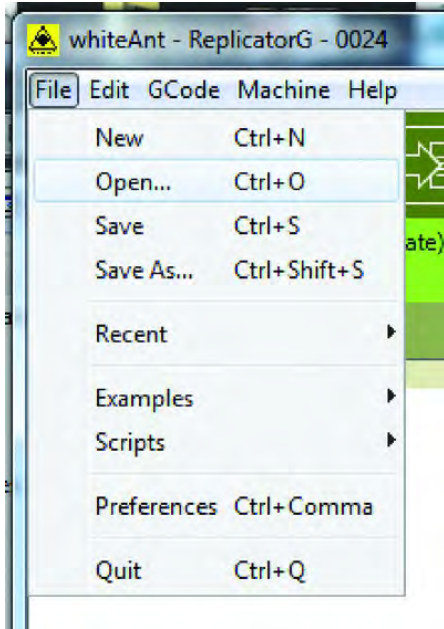 whiteAnt - ReplicatorG - 0024
File Edit GCode Machine Help
New Ctrl+N
Open... Ctrl+O
Save Ctrl+S
ate)
Save As... Ctrl+Shift+S
Recent
Examples
Scripts
Preferences Ctrl+Comma
Quit Ctrl+Q